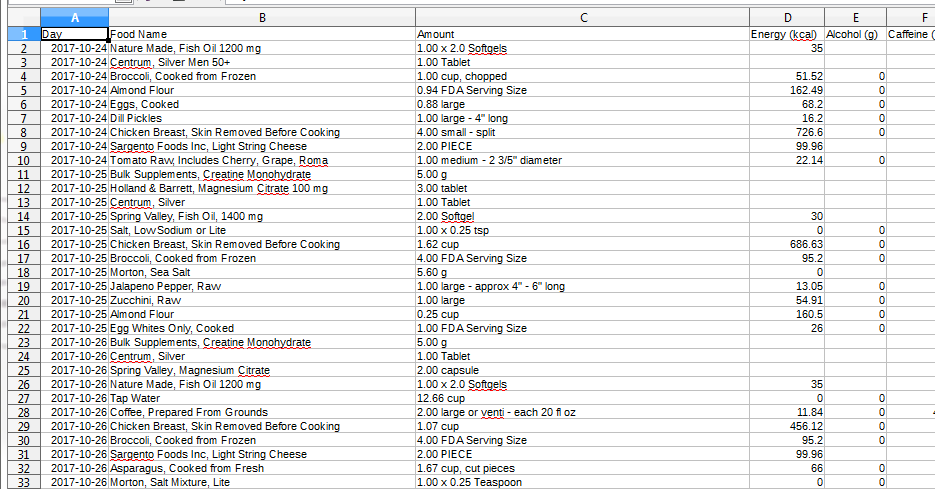 A B C D E F
1 Day Food Name Amount Energy (kcal) Alcohol (g) Caffeine (
2 2017-10-24 Nature Made, Fish Oil 1200 mg 1.00 x 2.0 Softgels 35
3 2017-10-24 Centrum, Silver Men 50+ 1.00 Tablet
4 2017-10-24 Broccoli, Cooked from Frozen 1.00 cup, chopped 51.52 0
5 2017-10-24 Almond Flour 0.94 FDA Serving Size 162.49 0
6 2017-10-24 Eggs, Cooked 0.88 large 68.2 0
7 2017-10-24 Dill Pickles 1.00 large - 4" long 16.2 0
8 2017-10-24 Chicken Breast, Skin Removed Before Cooking 4.00 small - split 726.6 0
9 2017-10-24 Sargento Foods Inc, Light String Cheese 2.00 PIECE 99.96
10 2017-10-24 Tomato Raw, Includes Cherry, Grape, Roma 1.00 medium - 2 3/5" diameter 22.14 0
11 2017-10-25 Bulk Supplements, Creatine Monohydrate 5.00 g
12 2017-10-25 Holland & Barrett, Magnesium Citrate 100 mg 3.00 tablet
13 2017-10-25 Centrum, Silver 1.00 Tablet
14 2017-10-25 Spring Valley, Fish Oil, 1400 mg 2.00 Softgel 30
15 2017-10-25 Salt, Low Sodium or Lite 1.00 x 0.25 tsp 0 0
16 2017-10-25 Chicken Breast, Skin Removed Before Cooking 1.62 cup 686.63 0
17 2017-10-25 Broccoli, Cooked from Frozen 4.00 FDA Serving Size 95.2 0
18 2017-10-25 Morton, Sea Salt 5.60 g 0
19 2017-10-25 Jalapeno Pepper, Raw 1.00 large - approx 4" - 6" long 13.05 0
20 2017-10-25 Zucchini, Raw 1.00 large 54.91 0
21 2017-10-25 Almond Flour 0.25 cup 160.5 0
22 2017-10-25 Egg Whites Only, Cooked 1.00 FDA Serving Size 26 0
23 2017-10-26 Bulk Supplements, Creatine Monohydrate 5.00 g
24 2017-10-26 Centrum, Silver 1.00 Tablet
25 2017-10-26 Spring Valley, Magnesium Citrate 2.00 capsule
26 2017-10-26 Nature Made, Fish Oil 1200 mg 1.00 x 2.0 Softgels 35
27 2017-10-26 Tap Water 12.66 cup 0 0
28 2017-10-26 Coffee, Prepared From Grounds 2.00 large or venti - each 20 fl oz 11.84 0
29 2017-10-26 Chicken Breast, Skin Removed Before Cooking 1.07 cup 456.12 0
30 2017-10-26 Broccoli, Cooked from Frozen 4.00 FDA Serving Size 95.2 0
31 2017-10-26 Sargento Foods Inc, Light String Cheese 2.00 PIECE 99.96
32 2017-10-26 Asparagus, Cooked from Fresh 1.67 cup, cut pieces 66 0
33 2017-10-26 Morton, Salt Mixture, Lite 1.00 x 0.25 Teaspoon 0 0